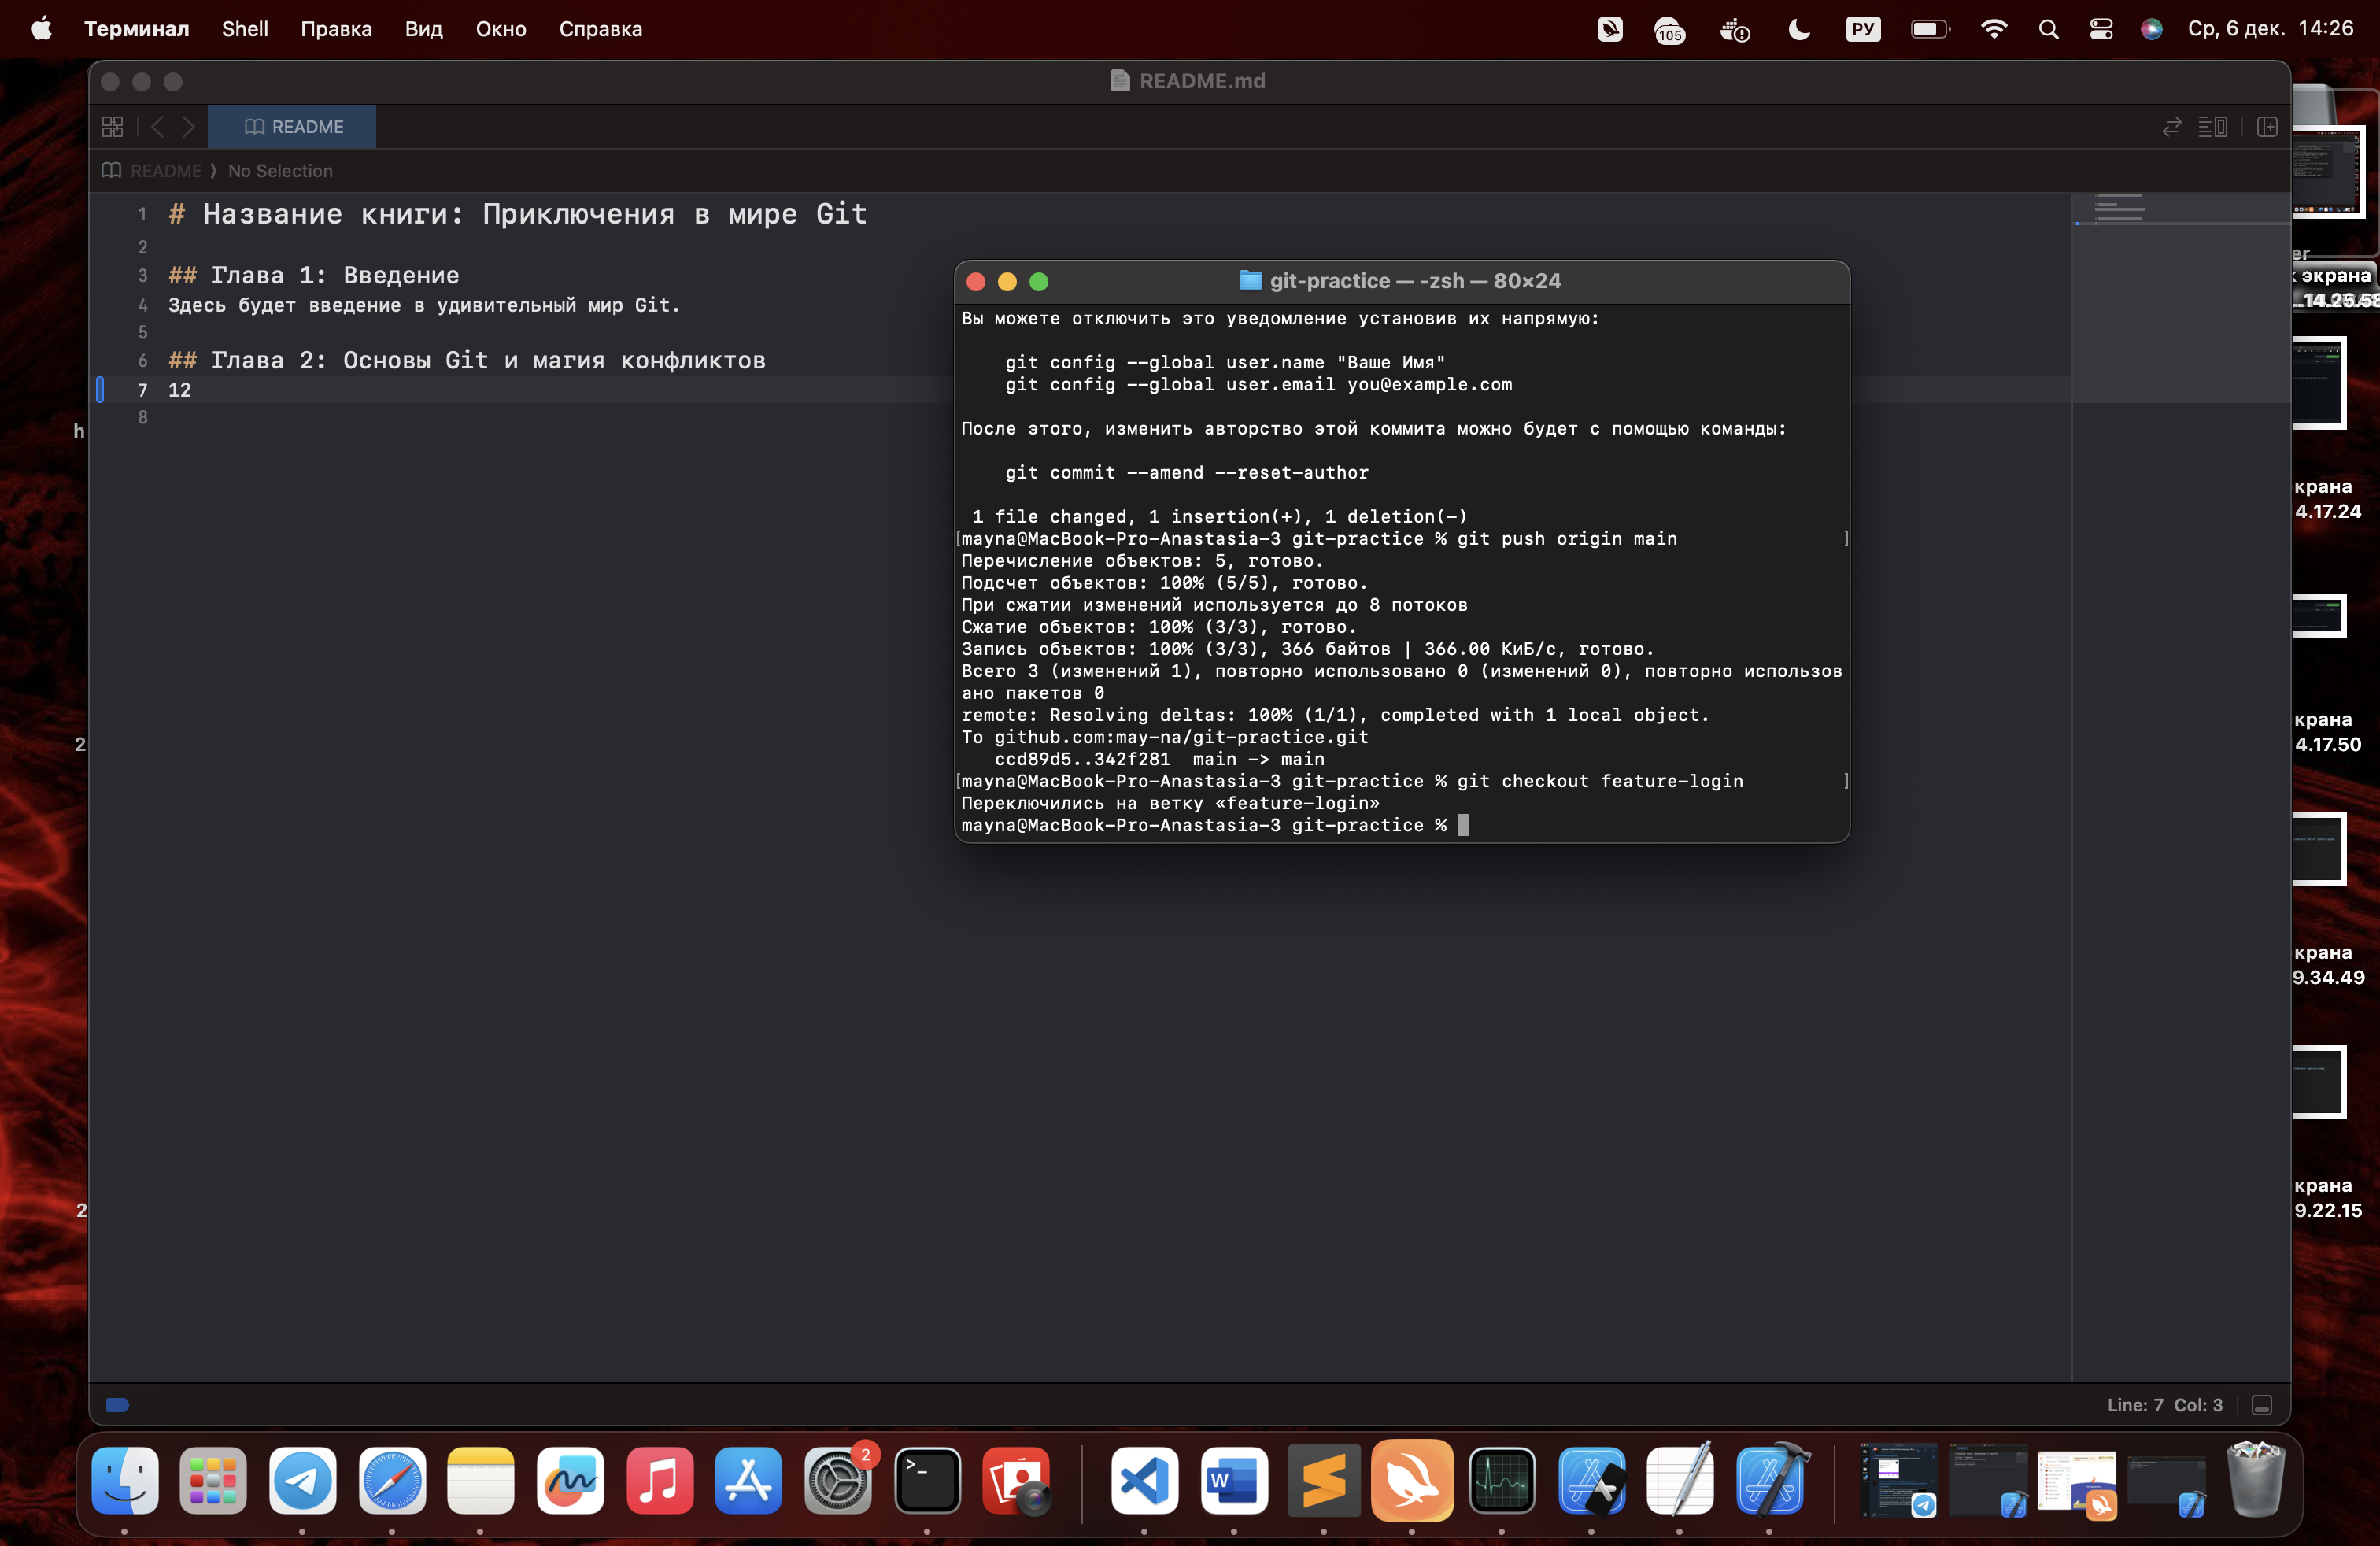 Терминал Shell Правка Вид Окно Справка 105 РУ Ср, 6 дек. 14:26
README.md
README
README No Selection
1 # Название книги: Приключения в мире Git
2
3 ## Глава 1: Введение
4 Здесь будет введение в удивительный мир Git.
5
6 ## Глава 2: Основы Git и магия конфликтов
7 12
8
git-practice — -zsh — 80×24
Вы можете отключить это уведомление установив их напрямую:
git config --global user.name "Ваше Имя"
git config --global user.email you@example.com
После этого, изменить авторство этой коммита можно будет с помощью команды:
git commit --amend --reset-author
1 file changed, 1 insertion(+), 1 deletion(-)
[mayna@MacBook-Pro-Anastasia-3 git-practice % git push origin main ]
Перечисление объектов: 5, готово.
Подсчет объектов: 100% (5/5), готово.
При сжатии изменений используется до 8 потоков
Сжатие объектов: 100% (3/3), готово.
Запись объектов: 100% (3/3), 366 байтов | 366.00 КиБ/с, готово.
Всего 3 (изменений 1), повторно использовано 0 (изменений 0), повторно использов
ано пакетов 0
remote: Resolving deltas: 100% (1/1), completed with 1 local object.
To github.com:may-na/git-practice.git
ccd89d5..342f281 main -> main
[mayna@MacBook-Pro-Anastasia-3 git-practice % git checkout feature-login ]
Переключились на ветку «feature-login»
mayna@MacBook-Pro-Anastasia-3 git-practice %
h
2
2
er
к экрана
крана
4.17.24
крана
4.17.50
крана
9.34.49
крана
9.22.15
Line: 7 Col: 3
2
>_
W